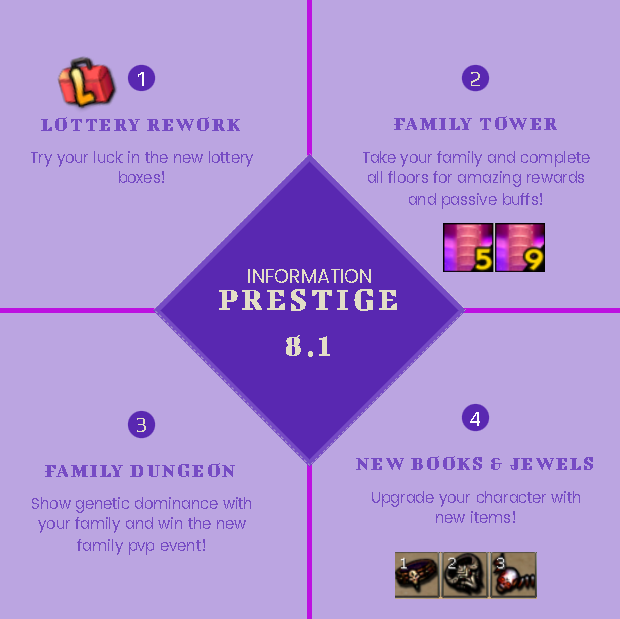 1
LOTTERY REWORK
Try your luck in the new lottery
boxes!
2
FAMILY TOWER
Take your family and complete
all floors for amazing rewards
and passive buffs!
5 9
INFORMATION
PRESTIGE
8.1
3
FAMILY DUNGEON
Show genetic dominance with
your family and win the new
family pvp event!
4
NEW BOOKS & JEWELS
Upgrade your character with
new items!
1 2 3